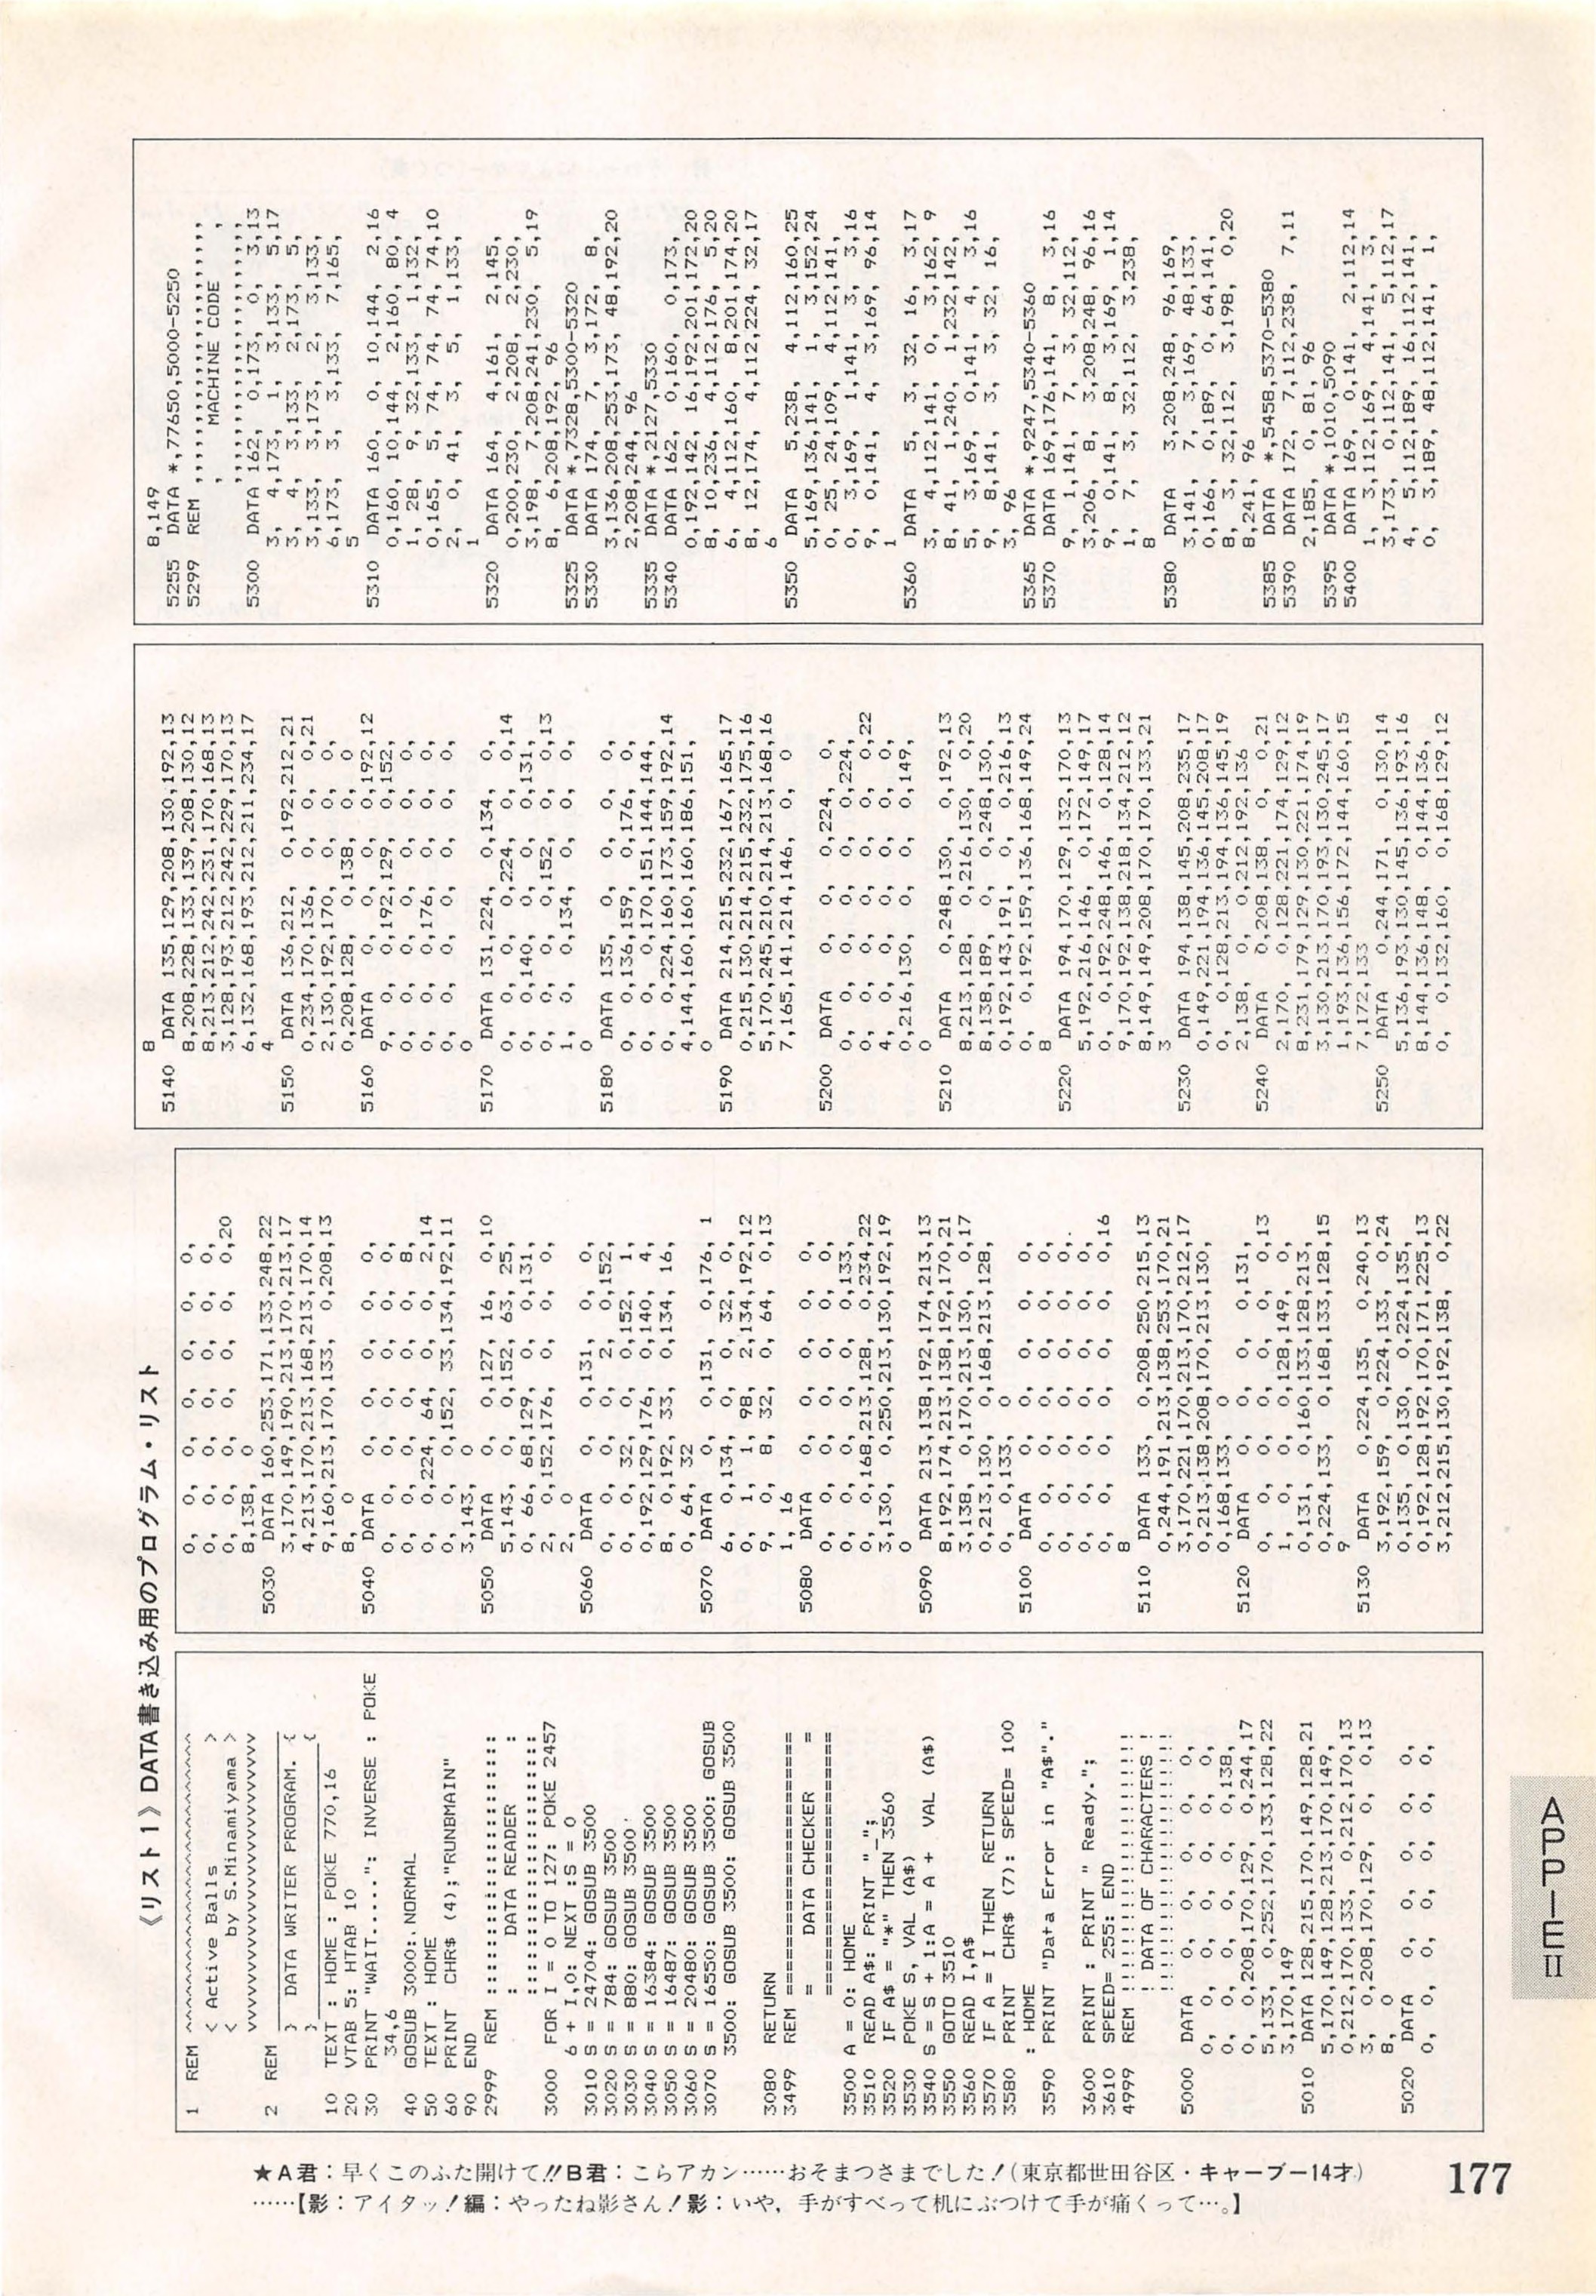 《リスト1》DATA書き込み用のプログラム・リスト
1 REM ^^^^^^^^^^^^^^^^^^^^^^^^^^^
< Active Balls >
< by S.Minamiyama >
vvvvvvvvvvvvvvvvvvvvvvvvvvv
2 REM
} DATA WRITER PROGRAM. {
} {
10 TEXT : HOME : POKE 770,16
20 VTAB 5: HTAB 10
30 PRINT "WAIT.....": INVERSE : POKE
34,6
40 GOSUB 3000: NORMAL
50 TEXT : HOME
60 PRINT CHR$ (4);"RUNBMAIN"
90 END
2999 REM :::::::::::::::::::::::::
: DATA READER :
:::::::::::::::::::::::::
3000 FOR I = 0 TO 127: POKE 2457
6 + I,0: NEXT :S = 0
3010 S = 24704: GOSUB 3500
3020 S = 784: GOSUB 3500
3030 S = 880: GOSUB 3500
3040 S = 16384: GOSUB 3500
3050 S = 16487: GOSUB 3500
3060 S = 20480: GOSUB 3500
3070 S = 16550: GOSUB 3500: GOSUB
3500: GOSUB 3500: GOSUB 3500
3080 RETURN
3499 REM =========================
= DATA CHECKER =
=========================
3500 A = 0: HOME
3510 READ A$: PRINT "_";
3520 IF A$ = "*" THEN 3560
3530 POKE S, VAL (A$)
3540 S = S + 1:A = A + VAL (A$)
3550 GOTO 3510
3560 READ I,A$
3570 IF A = I THEN RETURN
3580 PRINT CHR$ (7): SPEED= 100
: HOME
3590 PRINT "Data Error in "A$"."
3600 PRINT : PRINT " Ready.";
3610 SPEED= 255: END
4999 REM !!!!!!!!!!!!!!!!!!!!!!!!!
! DATA OF CHARACTERS !
!!!!!!!!!!!!!!!!!!!!!!!!!
5000 DATA 0, 0, 0, 0, 0, 0,
0, 0, 0, 0, 0, 0, 0,
0, 0, 0, 0, 0, 0,138,
0, 0,208,170,129, 0,244,17
5,133, 0,252,170,133,128,22
3,170,149
5010 DATA 128,215,170,149,128,21
5,170,149,128,213,170,149,
0,212,170,133, 0,212,170,13
3, 0,208,170,129, 0, 0,13
8, 0
5020 DATA 0, 0, 0, 0, 0, 0,
0, 0, 0, 0, 0, 0, 0,
0, 0, 0, 0, 0, 0, 0,
0, 0, 0, 0, 0, 0, 0,
0, 0, 0, 0, 0, 0,20
8,138, 0
5030 DATA 160,253,171,133,248,22
3,170,149,190,213,170,213,17
4,213,170,213,168,213,170,14
9,160,213,170,133, 0,208,13
8, 0
5040 DATA 0, 0, 0, 0, 0, 0,
0, 0, 0, 0, 0, 0, 0,
0, 0, 0, 0, 0, 0, 8,
0, 0,224, 64, 0, 0, 2,14
0, 0,152, 33,134,192,11
3,143, 0
5050 DATA 0, 0,127, 16, 0,10
5,143, 0, 0,152, 63, 25,
0, 66, 68,129, 0, 0,131,
2, 0,152,176, 0, 0, 0,
2, 0
5060 DATA 0, 0,131, 0, 0,
0, 0, 0, 0, 2, 0,152,
0, 0, 32, 0,152, 1,
0,192,129,176, 0,140, 4,
8, 0,192, 33, 0,134, 16,
0, 64, 32
5070 DATA 0, 0,131, 0,176, 1
6, 0,134, 0, 0, 32, 0,
0, 1, 1, 98, 2,134,192,12
9, 0, 8, 32, 0, 64, 0,13
1, 16
5080 DATA 0, 0, 0, 0, 0, 0,
0, 0, 0, 0, 0, 0, 0,
0, 0, 0, 0, 0, 0,133,
0, 0,168,213,128, 0,234,22
3,130, 0,250,213,130,192,19
0
5090 DATA 213,138,192,174,213,13
8,192,174,213,138,192,170,21
3,138, 0,170,213,130, 0,17
0,213,130, 0,168,213,128,
0, 0,133, 0
5100 DATA 0, 0, 0, 0, 0, 0,
0, 0, 0, 0, 0, 0, 0,
0, 0, 0, 0, 0, 0, 0,
0, 0, 0, 0, 0, 0,16
8
5110 DATA 133, 0,208,250,215,13
0,244,191,213,138,253,170,21
3,170,221,170,213,170,212,17
0,213,138,208,170,213,130,
0,168,133, 0
5120 DATA 0, 0, 0, 0, 0,131,
0, 0, 0, 0, 0, 0,13
1, 0, 0, 0,128,149, 0,
0,131, 0,160,133,128,213,
0,224,133, 0,168,133,128,15
9
5130 DATA 0,224,135, 0,240,13
3,192,159, 0,224,133, 0,24
0,135, 0,130, 0,224,135,
0,192,128,192,170,171,225,13
3,212,215,130,192,138, 0,22
8
5140 DATA 135,129,208,130,192,13
8,208,228,133,139,208,130,12
8,213,212,242,231,170,168,13
3,128,193,212,242,229,170,13
6,132,168,193,212,211,234,17
4
5150 DATA 136,212, 0,192,212,21
0,234,170,136, 0, 0, 0,21
2,130,192,170, 0, 0, 0,
0,208,128, 0,138, 0, 0
5160 DATA 0, 0, 0, 0,192,12
9, 0, 0,192,129, 0,152,
0, 0, 0, 0, 0, 0, 0,
0, 0, 0,176, 0, 0, 0,
0, 0, 0, 0, 0, 0, 0,
0
5170 DATA 131,224, 0,134, 0,
0, 0, 0, 0, 0, 0, 0,14
0, 0, 0,224, 0, 0,
0, 0,140, 0, 0, 0,131,
0, 0, 0, 0,152, 0, 0,13
1, 0, 0,134, 0, 0, 0,
0
5180 DATA 135, 0, 0, 0, 0,
0, 0,136,159, 0,176, 0,
0, 0, 0,170,151,144,144,
0, 0,224,160,173,159,192,14
4,144,160,160,160,186,151,
0
5190 DATA 214,215,232,167,165,17
0,215,130,214,215,232,175,16
5,170,245,210,214,213,168,16
7,165,141,214,146, 0, 0
5200 DATA 0, 0, 0, 0,224, 0,
0, 0, 0, 0, 0, 0,224,
0, 0, 0, 0, 0, 0,22
4, 0, 0, 0, 0, 0, 0,
0,216,130, 0, 0, 0,149,
0
5210 DATA 0,248,130, 0,192,13
8,213,128, 0,216,130, 0,20
8,138,189, 0, 0,248,130,
0,192,143,191, 0, 0,216,13
0, 0,192,159,136,168,149,24
8
5220 DATA 194,170,129,132,170,13
5,192,216,146, 0,172,149,17
0, 0,192,248,146, 0,128,14
9,170,192,138,218,134,212,12
8,149,149,208,170,170,133,21
3
5230 DATA 194,138,145,208,235,17
0,149,221,194,136,145,208,17
0, 0,128,213,194,136,145,19
2,138, 0, 0,212,192,136
5240 DATA 0,208,138, 0, 0,21
2,170, 0,128,221,174,129,12
8,231,179,129,130,221,174,19
3,130,213,170,193,130,245,17
1,193,136,156,172,144,160,15
7,172,133
5250 DATA 0,244,171, 0,130,14
5,136,193,130,145,136,193,16
8,144,136,148, 0,144,136,
0, 0,132,160, 0,168,129,12
8,149
5255 DATA *,77650,5000-5250
5299 REM ,,,,,,,,,,,,,,,,,,,,,,,,,
, MACHINE CODE ,
,,,,,,,,,,,,,,,,,,,,,,,,,
5300 DATA 162, 0,173, 0, 3,13
3, 4,173, 1, 3,133, 5,17
3, 4, 3,133, 2,173, 5,
3,133, 3,173, 2, 3,133,
6,173, 3, 3,133, 7,165,
5
5310 DATA 160, 0, 10,144, 2,16
0,160, 10,144, 2,160, 80, 4
1, 28, 9, 32,133, 1,132,
0,165, 5, 74, 74, 74, 74,10
2, 0, 41, 3, 5, 1,133,
1
5320 DATA 164, 4,161, 2,145,
0,200,230, 2,208, 2,230,
3,198, 7,208,241,230, 5,19
8, 6,208,192, 96
5325 DATA *,7328,5300-5320
5330 DATA 174, 7, 3,172, 8,
3,136,208,253,173, 48,192,20
2,208,244, 96
5335 DATA *,2127,5330
5340 DATA 162, 0,160, 0,173,
0,192,142, 16,192,201,172,20
8, 10,236, 4,112,176, 5,20
6, 4,112,160, 8,201,174,20
8, 12,174, 4,112,224, 32,17
6
5350 DATA 5,238, 4,112,160,25
5,169,136,141, 1, 3,152,24
0, 25, 24,109, 4,112,141,
0, 3,169, 1,141, 3, 3,16
9, 0,141, 4, 3,169, 96,14
1
5360 DATA 5, 3, 32, 16, 3,17
3, 4,112,141, 0, 3,162, 9
8, 41, 1,240, 1,232,142,
5, 3,169, 0,141, 4, 3,16
9, 8,141, 3, 3, 32, 16,
3, 96
5365 DATA *,9247,5340-5360
5370 DATA 169,176,141, 8, 3,16
9, 1,141, 7, 3, 32,112,
3,206, 8, 3,208,248, 96,16
9, 0,141, 8, 3,169, 1,14
1, 7, 3, 32,112, 3,238,
8
5380 DATA 3,208,248, 96,169,
3,141, 7, 3,169, 48,133,
0,166, 0,189, 0, 64,141,
8, 3, 32,112, 3,198, 0,20
8,241, 96
5385 DATA *,5458,5370-5380
5390 DATA 172, 7,112,238, 7,11
2,185, 0, 81, 96
5395 DATA *,1010,5090
5400 DATA 169, 0,141, 2,112,14
1, 3,112,169, 4,141, 3,
3,173, 0,112,141, 5,112,17
4, 5,112,189, 16,112,141,
0, 3,189, 48,112,141, 1,
APPIE II
★A君：早くこのふた開けて!!B君：こらアカン……おそまつさまでした！(東京都世田谷区・キャーブー14才)
……【影：アイタッ！編：やったね影さん！影：いや，手がすべって机にぶつけて手が痛くって…。】
177